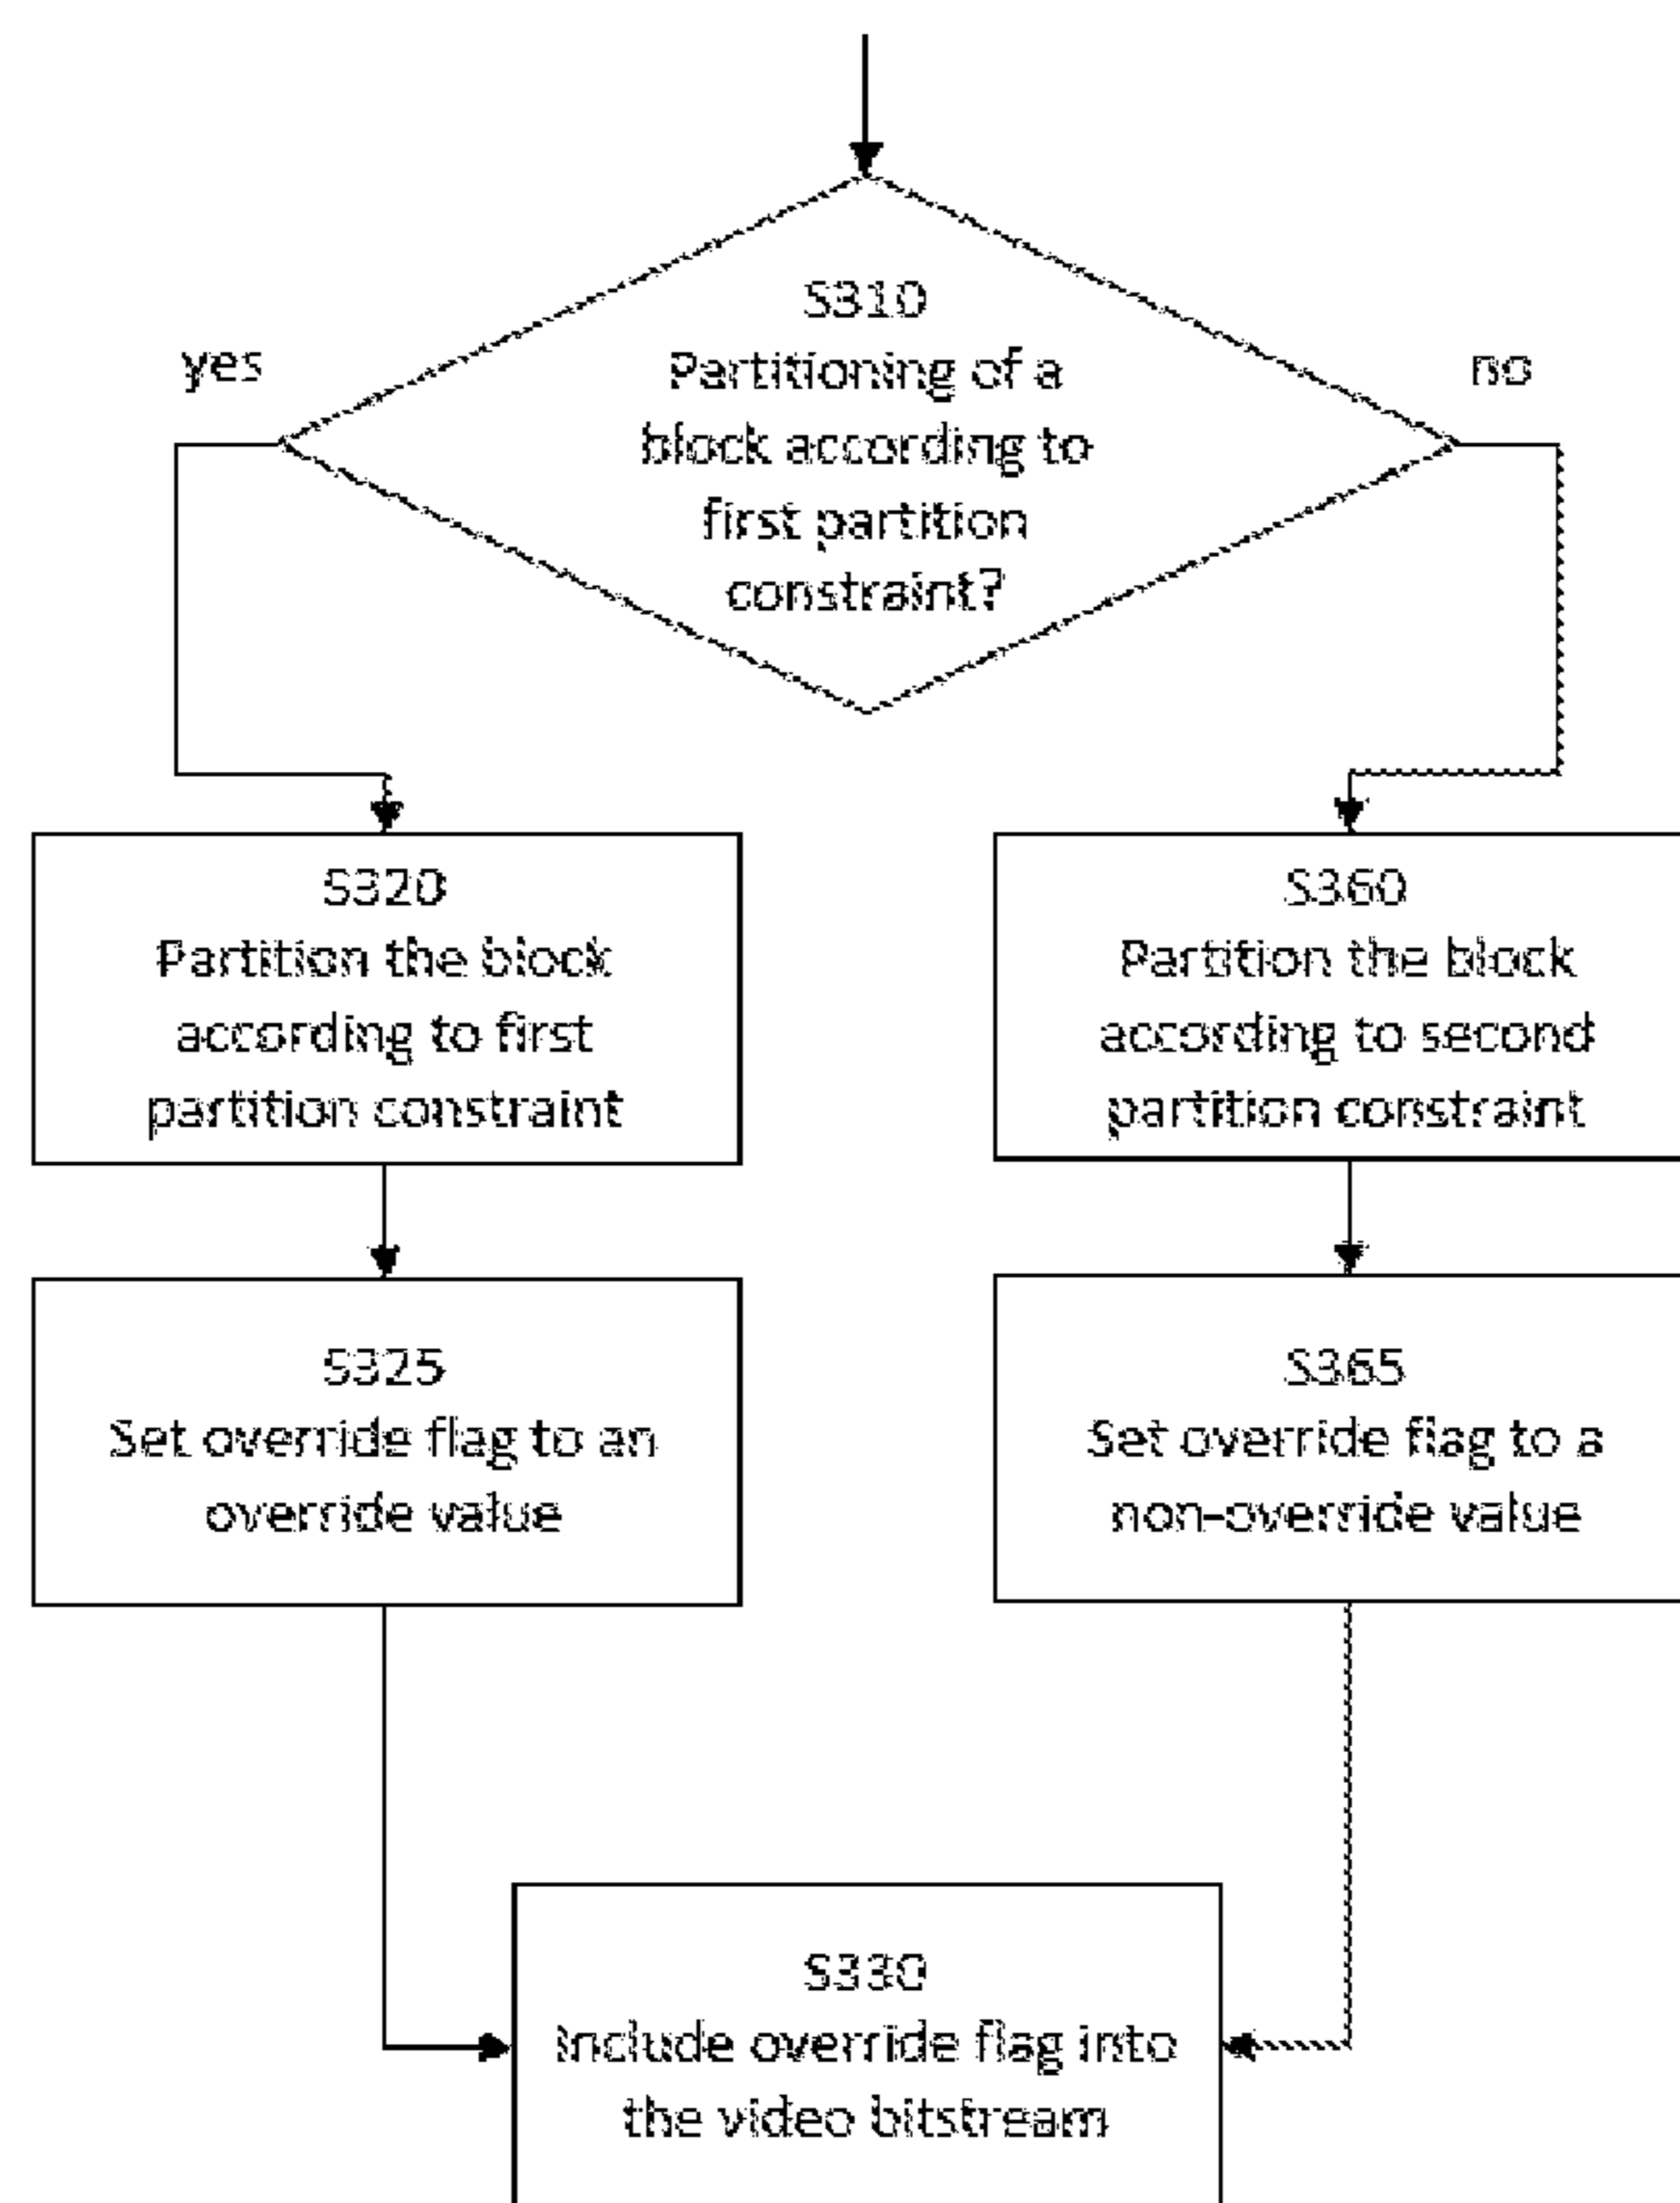 S310
Partitioning of a
block according to
first partition
constraint?
yes
no
S320
Partition the block
according to first
partition constraint
S360
Partition the block
according to second
partition constraint
S325
Set override flag to an
override value
S365
Set override flag to a
non-override value
S330
Include override flag into
the video bitstream